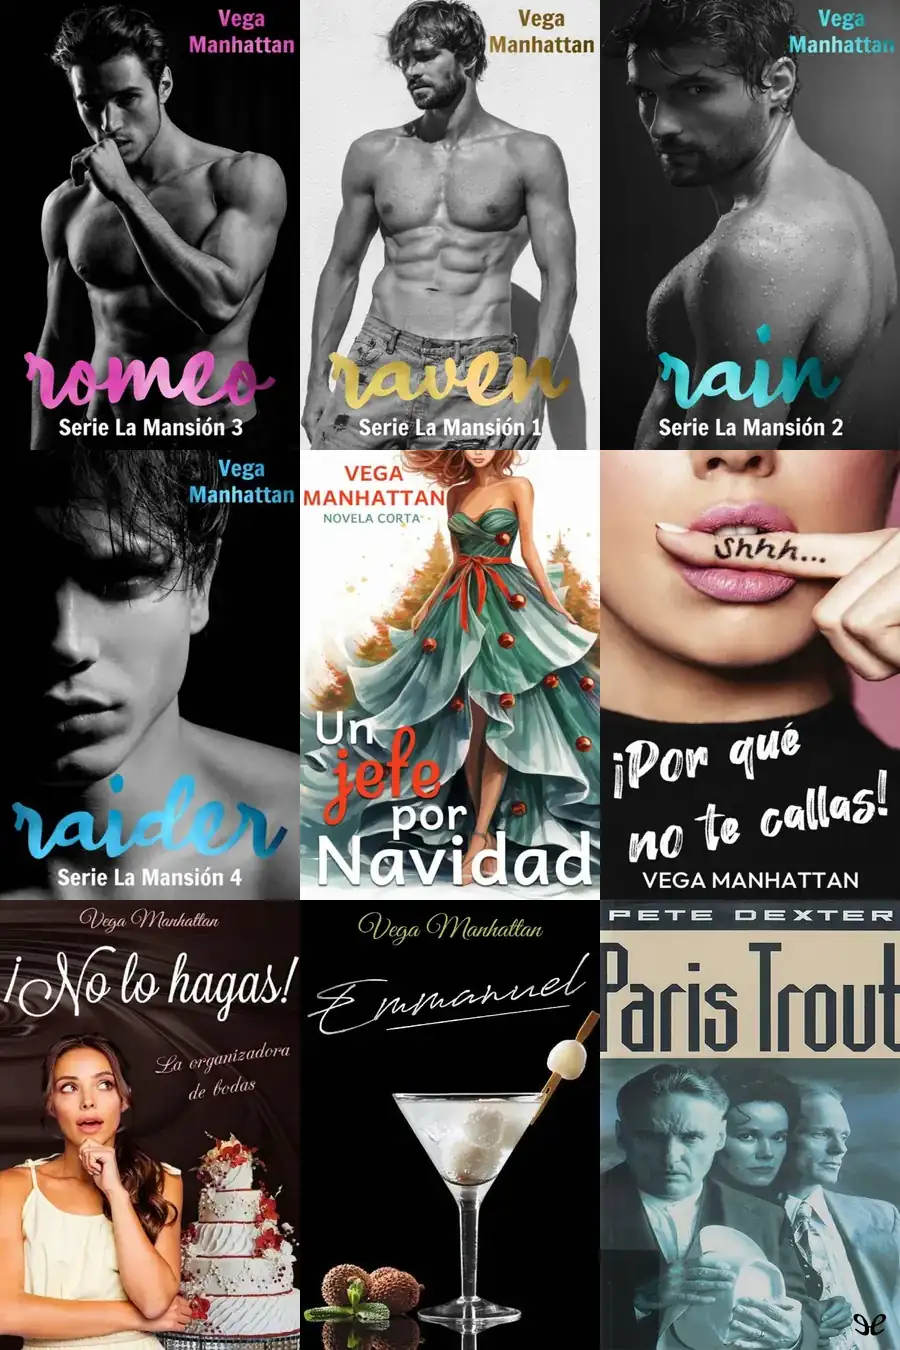 Vega
Manhattan
romeo
Serie La Mansión 3
Vega
Manhattan
raven
Serie La Mansión 1
Vega
Manhattan
rain
Serie La Mansión 2
Vega
Manhattan
raider
Serie La Mansión 4
VEGA
MANHATTAN
NOVELA CORTA
Un
jefe
por
Navidad
Shhh...
¡Por qué
no te callas!
VEGA MANHATTAN
Vega Manhattan
¡No lo hagas!
La organizadora
de bodas
Vega Manhattan
Emmanuel
PETE DEXTER
Paris Trout